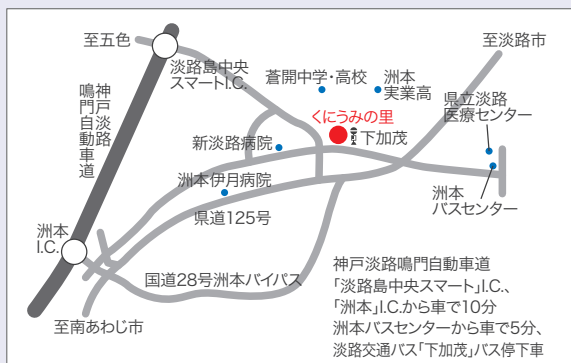 至五色
淡路島中央
スマートI.C.
神戸淡路
鳴門自動車道
蒼開中学・高校
洲本
実業高
至淡路市
県立淡路
医療センター
くにうみの里
下加茂
新淡路病院
洲本伊月病院
県道125号
洲本
バスセンター
洲本
I.C.
国道28号洲本バイパス
至南あわじ市
神戸淡路鳴門自動車道
「淡路島中央スマート」I.C.、
「洲本」I.C.から車で10分
洲本バスセンターから車で5分、
淡路交通バス「下加茂」バス停下車